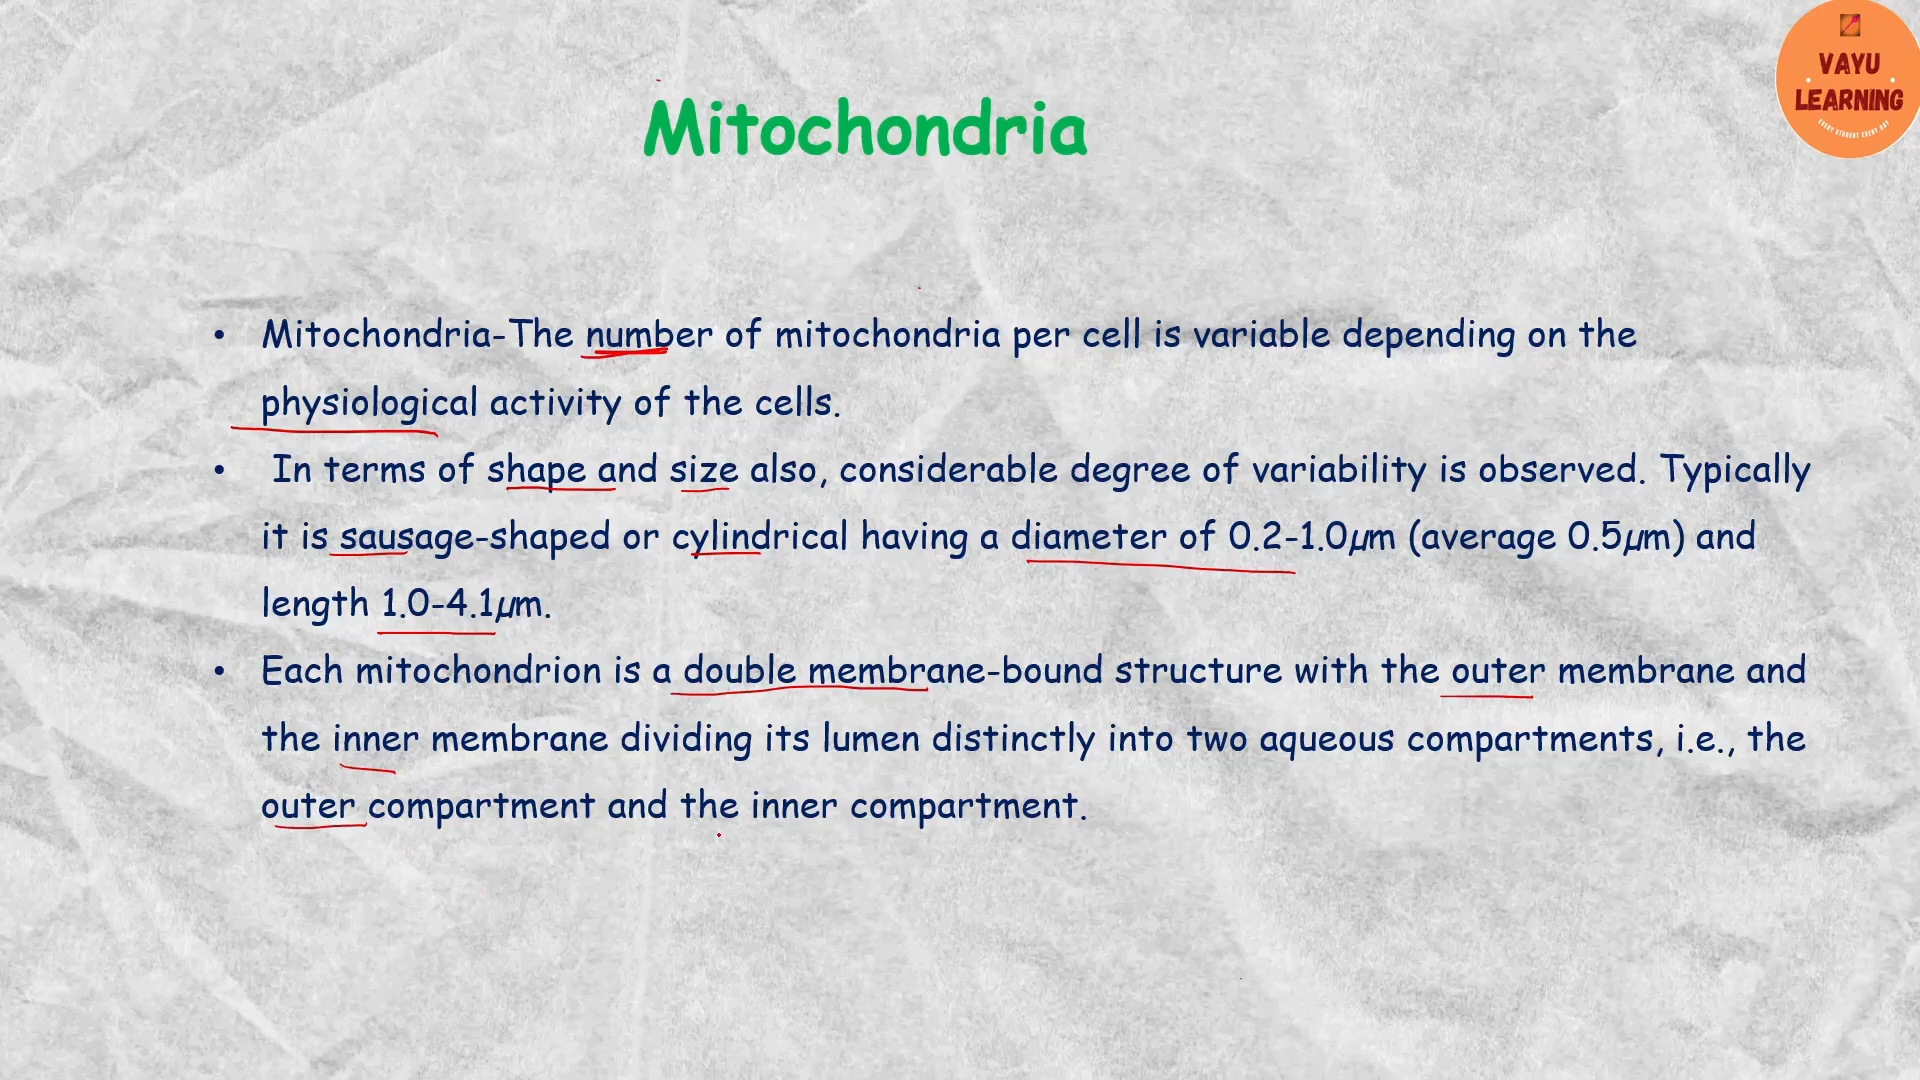 VAYU
LEARNING
EVERY STUDENT EVERY DAY
Mitochondria
• Mitochondria-The number of mitochondria per cell is variable depending on the
physiological activity of the cells.
• In terms of shape and size also, considerable degree of variability is observed. Typically
it is sausage-shaped or cylindrical having a diameter of 0.2-1.0µm (average 0.5µm) and
length 1.0-4.1µm.
• Each mitochondrion is a double membrane-bound structure with the outer membrane and
the inner membrane dividing its lumen distinctly into two aqueous compartments, i.e., the
outer compartment and the inner compartment.